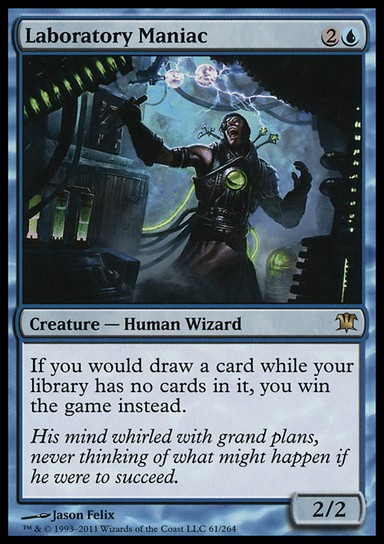 Laboratory Maniac 2
Creature — Human Wizard
If you would draw a card while your
library has no cards in it, you win
the game instead.
His mind whirled with grand plans,
never thinking of what might happen if
he were to succeed.
Jason Felix
™ & © 1993–2011 Wizards of the Coast LLC 61/264
2/2